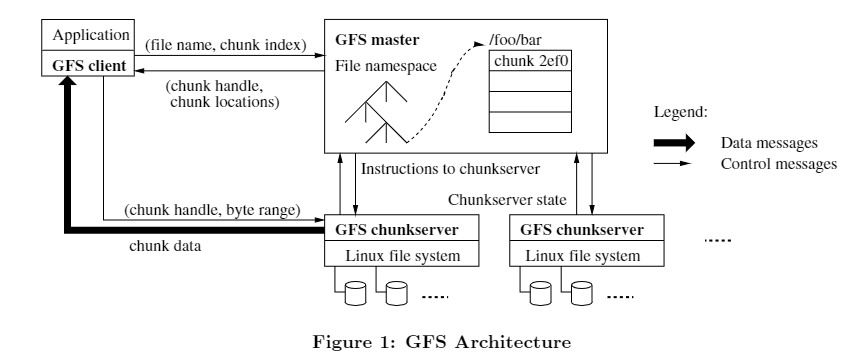 Application
GFS client
(file name, chunk index)
(chunk handle,
chunk locations)
GFS master
File namespace
/foo/bar
chunk 2ef0
Legend:
Data messages
Control messages
Instructions to chunkserver
Chunkserver state
(chunk handle, byte range)
chunk data
GFS chunkserver
Linux file system
GFS chunkserver
Linux file system
Figure 1: GFS Architecture